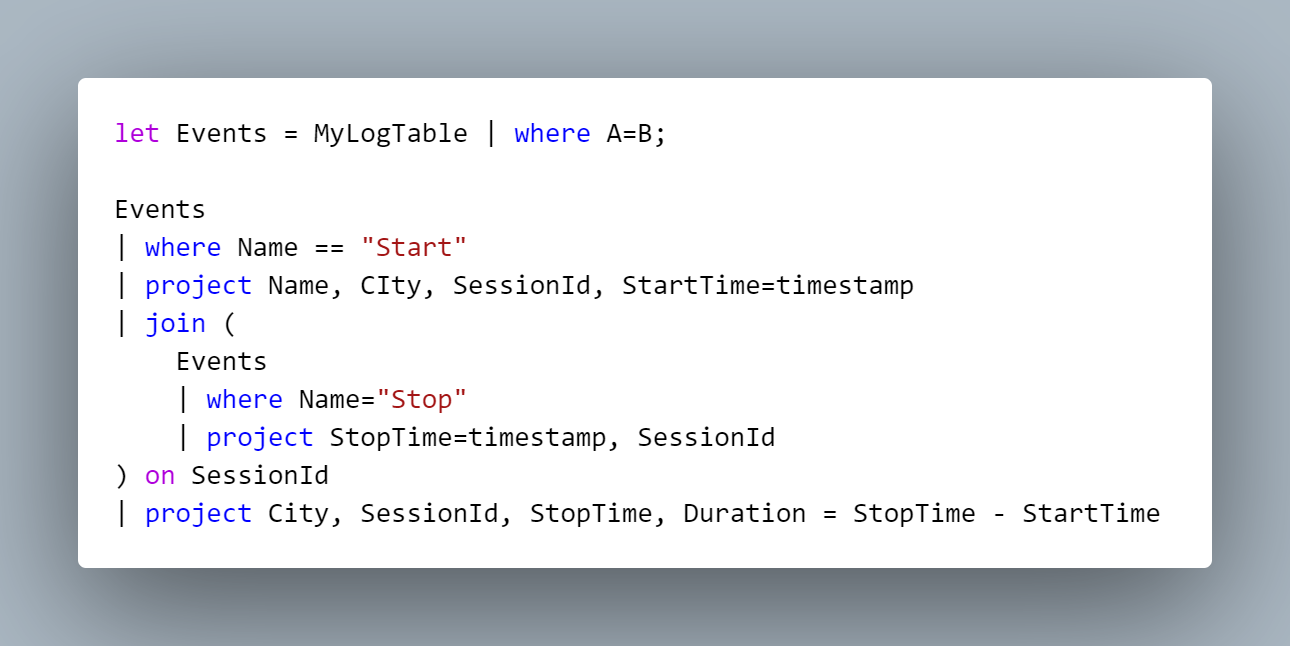 let Events = MyLogTable | where A=B;
Events
| where Name == "Start"
| project Name, CIty, SessionId, StartTime=timestamp
| join (
Events
| where Name="Stop"
| project StopTime=timestamp, SessionId
) on SessionId
| project City, SessionId, StopTime, Duration = StopTime - StartTime